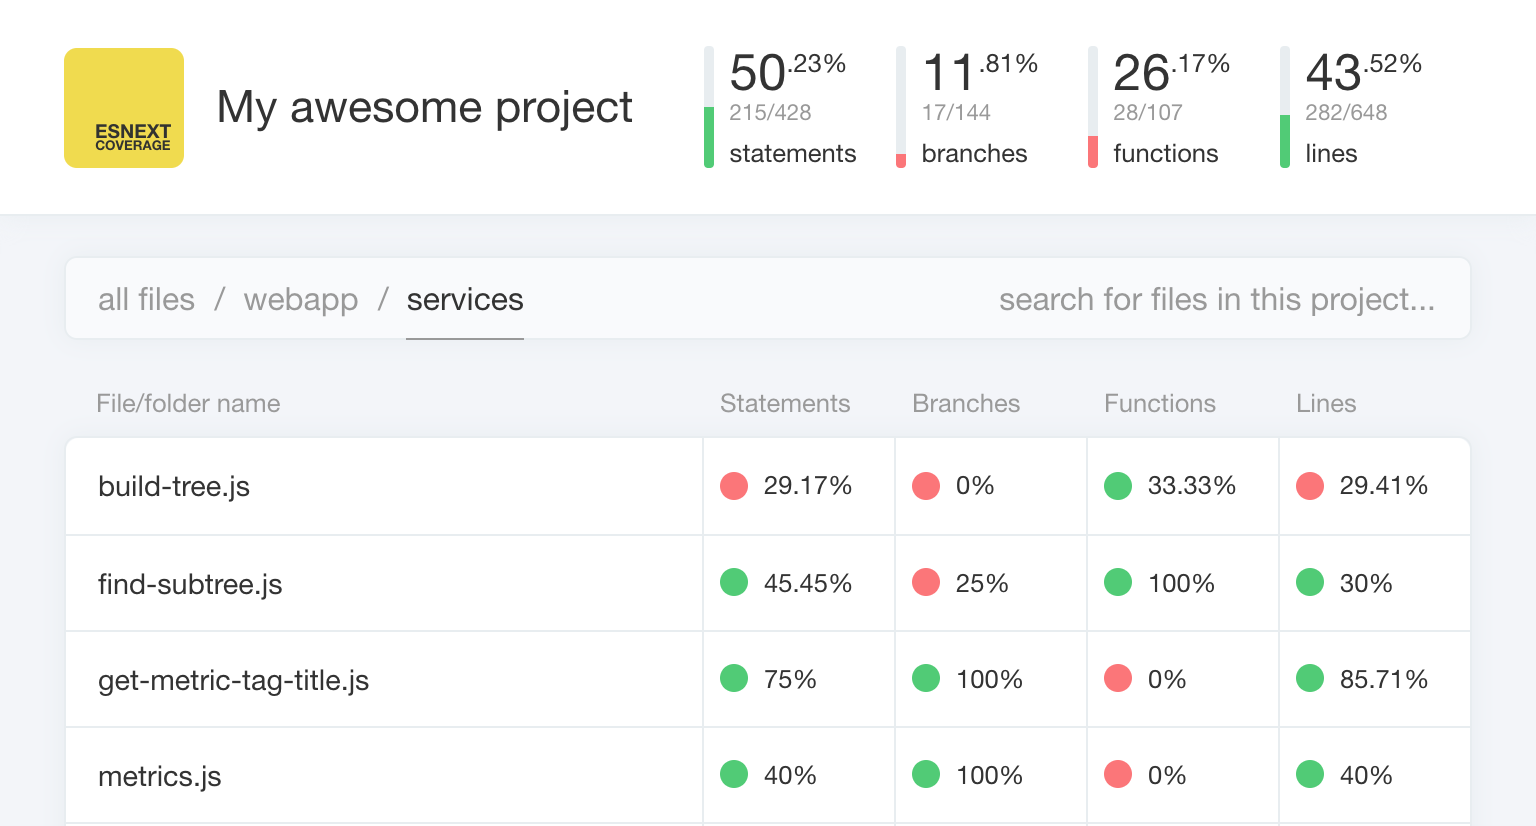 ESNEXT
COVERAGE
My awesome project
50.23%
215/428
statements
11.81%
17/144
branches
26.17%
28/107
functions
43.52%
282/648
lines
all files / webapp / services
search for files in this project...
File/folder name Statements Branches Functions Lines
build-tree.js 29.17% 0% 33.33% 29.41%
find-subtree.js 45.45% 25% 100% 30%
get-metric-tag-title.js 75% 100% 0% 85.71%
metrics.js 40% 100% 0% 40%